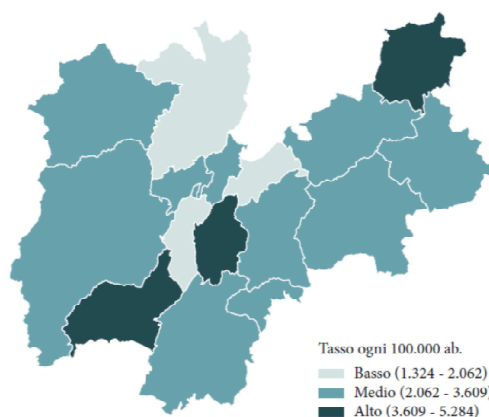 Tasso ogni 100.000 ab.
Basso (1.324 - 2.062)
Medio (2.062 - 3.609)
Alto (3.609 - 5.284)